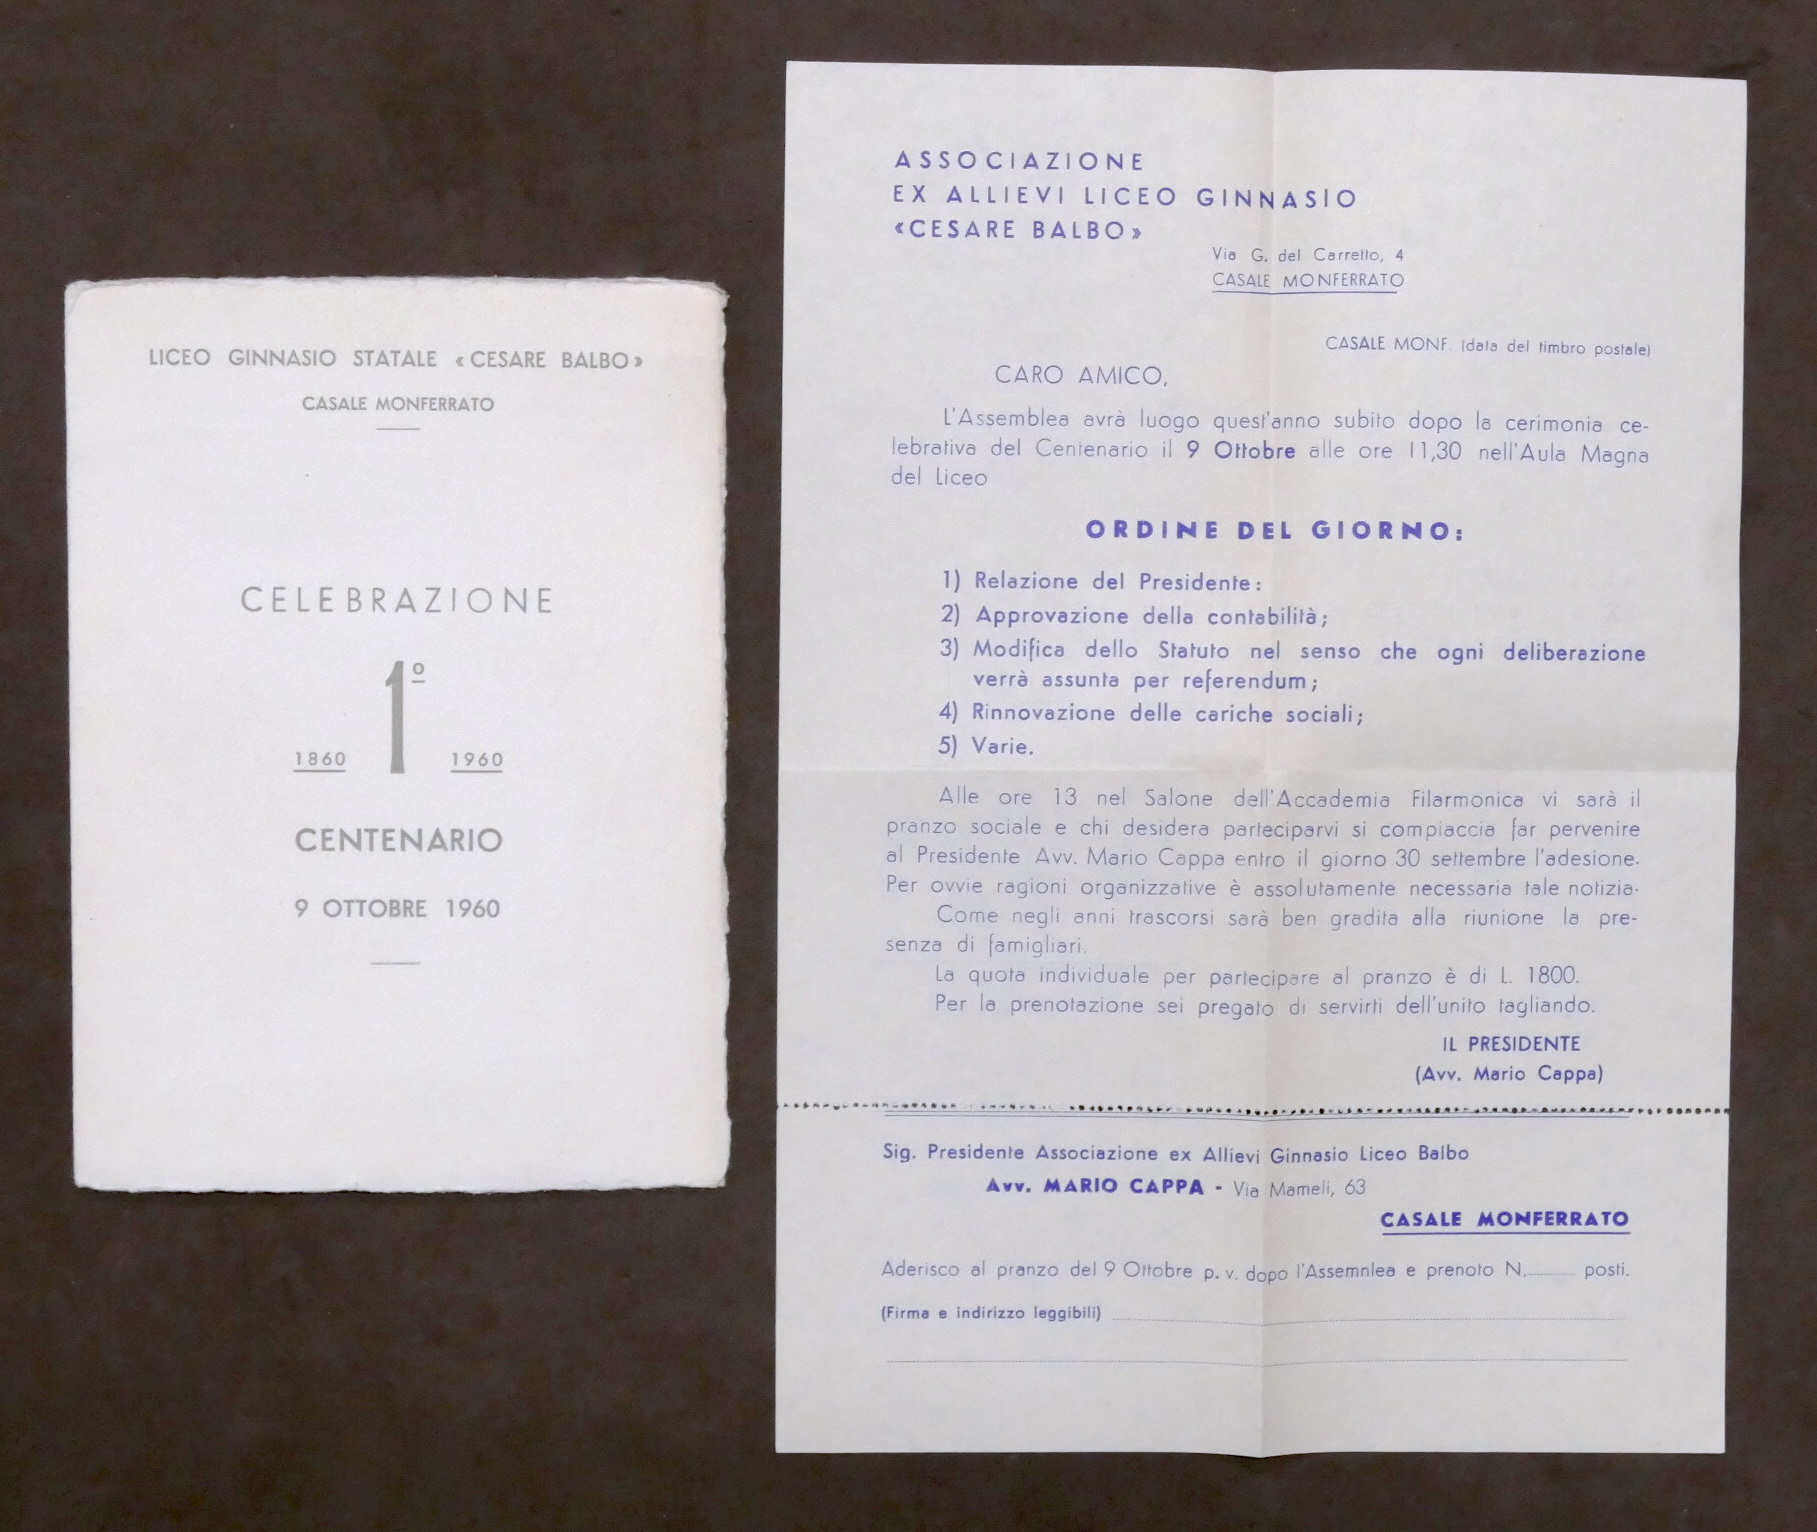 LICEO GINNASIO STATALE «CESARE BALBO»
CASALE MONFERRATO
CELEBRAZIONE
1º
1860 1960
CENTENARIO
9 OTTOBRE 1960
ASSOCIAZIONE
EX ALLIEVI LICEO GINNASIO
«CESARE BALBO»
Via G. del Carretto, 4
CASALE MONFERRATO
CASALE MONF. (data del timbro postale)
CARO AMICO,
L'Assemblea avrà luogo quest'anno subito dopo la cerimonia ce-
lebrativa del Centenario il 9 Ottobre alle ore 11,30 nell'Aula Magna
del Liceo
ORDINE DEL GIORNO:
1) Relazione del Presidente:
2) Approvazione della contabilità;
3) Modifica dello Statuto nel senso che ogni deliberazione
verrà assunta per referendum;
4) Rinnovazione delle cariche sociali;
5) Varie.
Alle ore 13 nel Salone dell'Accademia Filarmonica vi sarà il
pranzo sociale e chi desidera parteciparvi si compiaccia far pervenire
al Presidente Avv. Mario Cappa entro il giorno 30 settembre l'adesione.
Per ovvie ragioni organizzative è assolutamente necessaria tale notizia.
Come negli anni trascorsi sarà ben gradita alla riunione la pre-
senza di famigliari.
La quota individuale per partecipare al pranzo è di L. 1800.
Per la prenotazione sei pregato di servirti dell'unito tagliando.
IL PRESIDENTE
(Avv. Mario Cappa)
Sig. Presidente Associazione ex Allievi Ginnasio Liceo Balbo
Avv. MARIO CAPPA - Via Mameli, 63
CASALE MONFERRATO
Aderisco al pranzo del 9 Ottobre p. v. dopo l'Assemnlea e prenoto N......... posti.
(Firma e indirizzo leggibili)